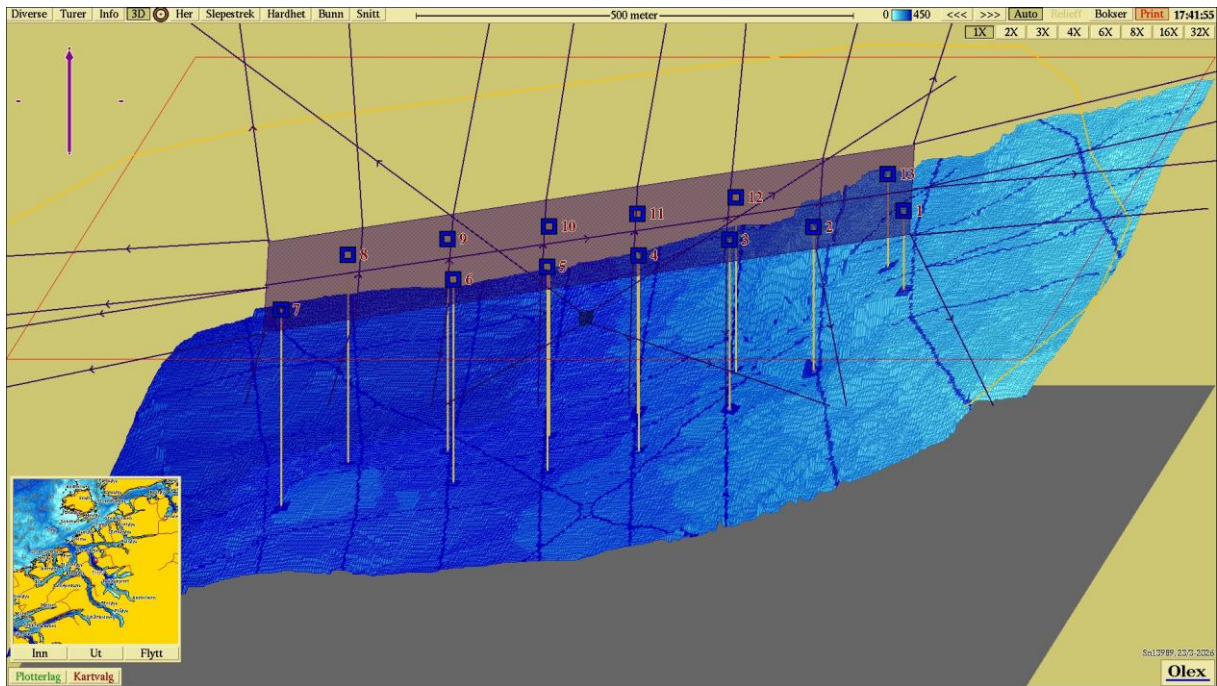 Diverse Turer Info 3D Her Slepestrek Hardhet Bunn Snitt 500 meter 0 450 <<< >>> Auto Relieff Bokser Print 17:41:55
1X 2X 3X 4X 6X 8X 16X 32X
13
12
1
11
2
10
9
3
8
4
5
6
7
Inn Ut Flytt
Sn13989, 23/3-2026
Plotterlag Kartvalg
Olex